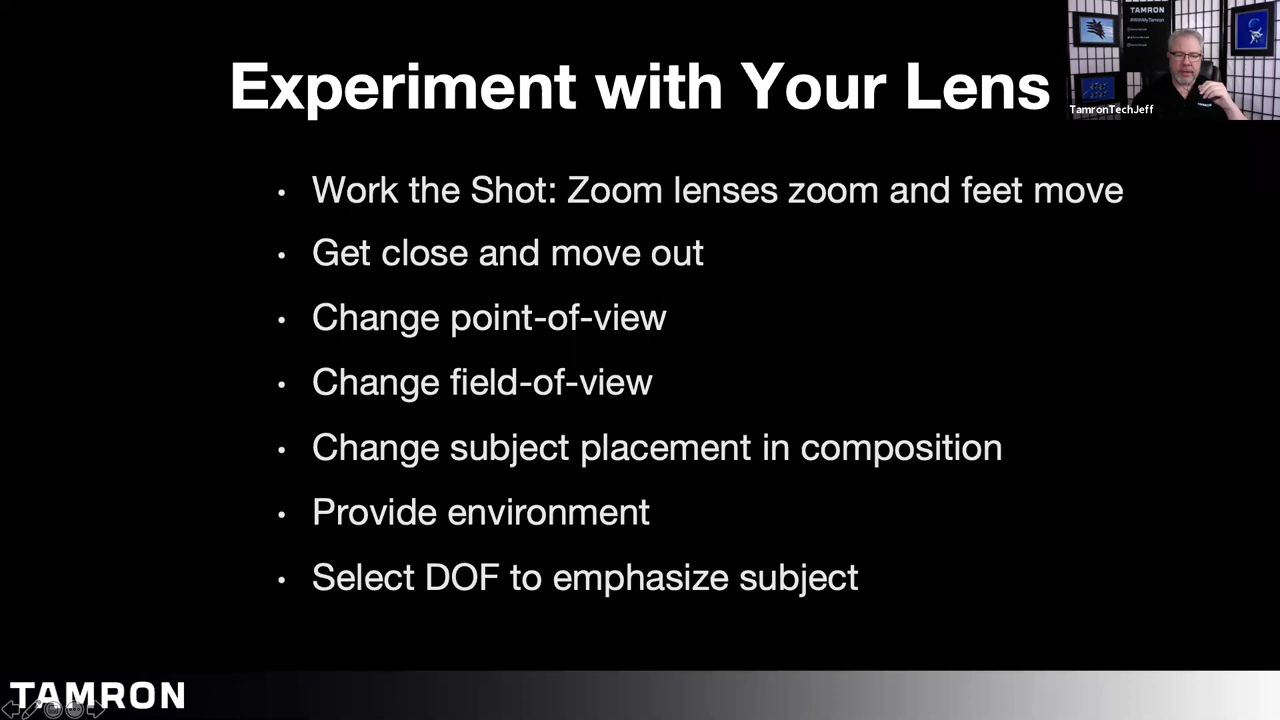 Experiment with Your Lens
• Work the Shot: Zoom lenses zoom and feet move
• Get close and move out
• Change point-of-view
• Change field-of-view
• Change subject placement in composition
• Provide environment
• Select DOF to emphasize subject
TAMRON
TAMRON
TamronTechJeff